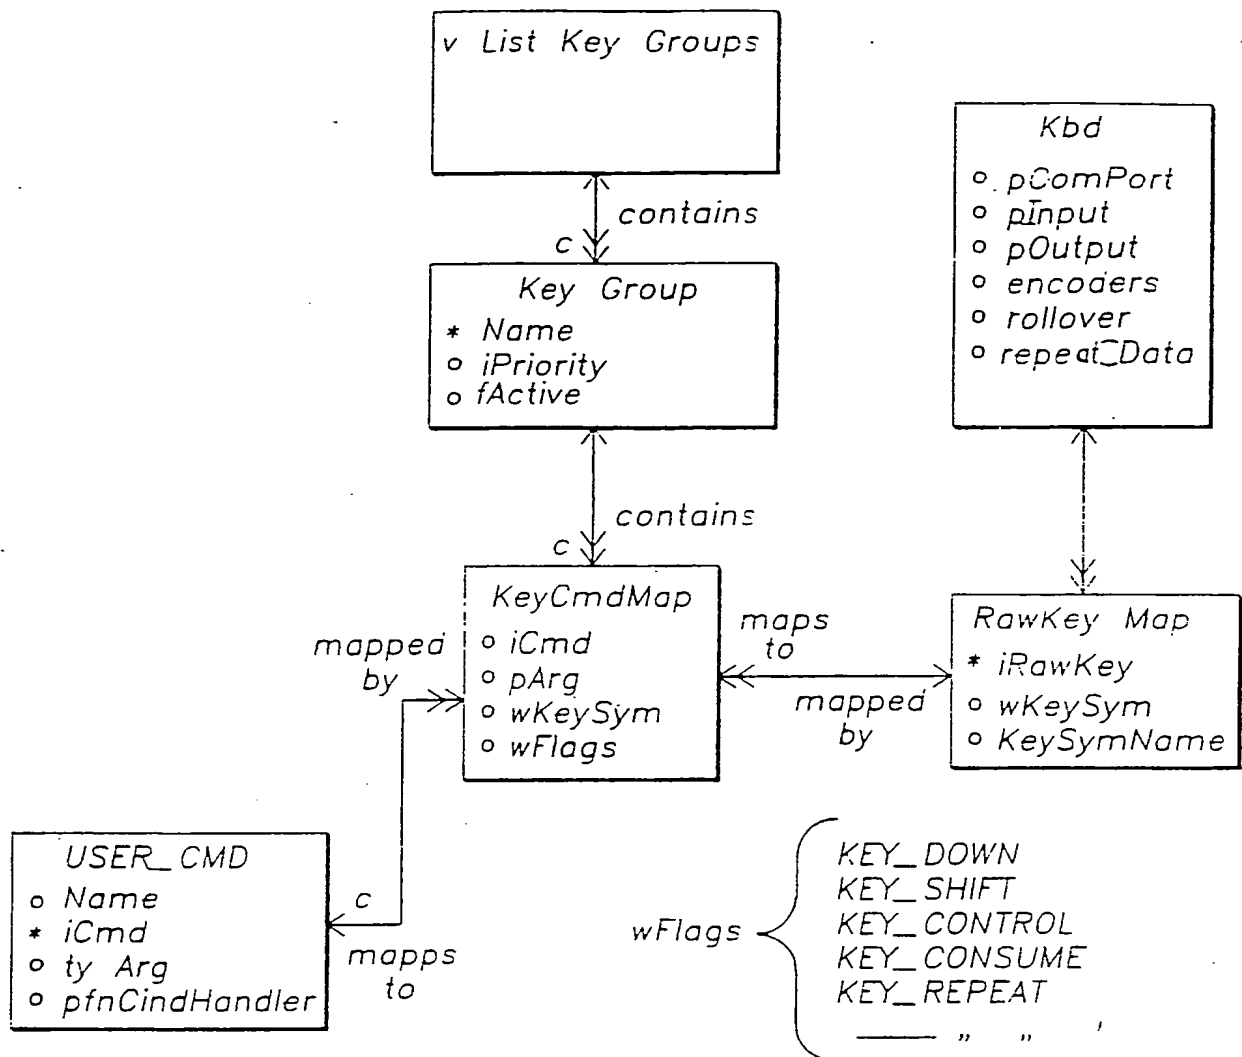 v List Key Groups
contains
c
Key Group
* Name
o iPriority
o fActive
contains
c
Kbd
o pComPort
o pInput
o pOutput
o encoders
o rollover
o repeat_Data
KeyCmdMap
o iCmd
o pArg
o wKeySym
o wFlags
mapped
by
maps
to
mapped
by
RawKey Map
* iRawKey
o wKeySym
o KeySymName
USER_CMD
o Name
* iCmd
o ty Arg
o pfnCindHandler
c
mapps
to
wFlags
KEY_DOWN
KEY_SHIFT
KEY_CONTROL
KEY_CONSUME
KEY_REPEAT
—— " "